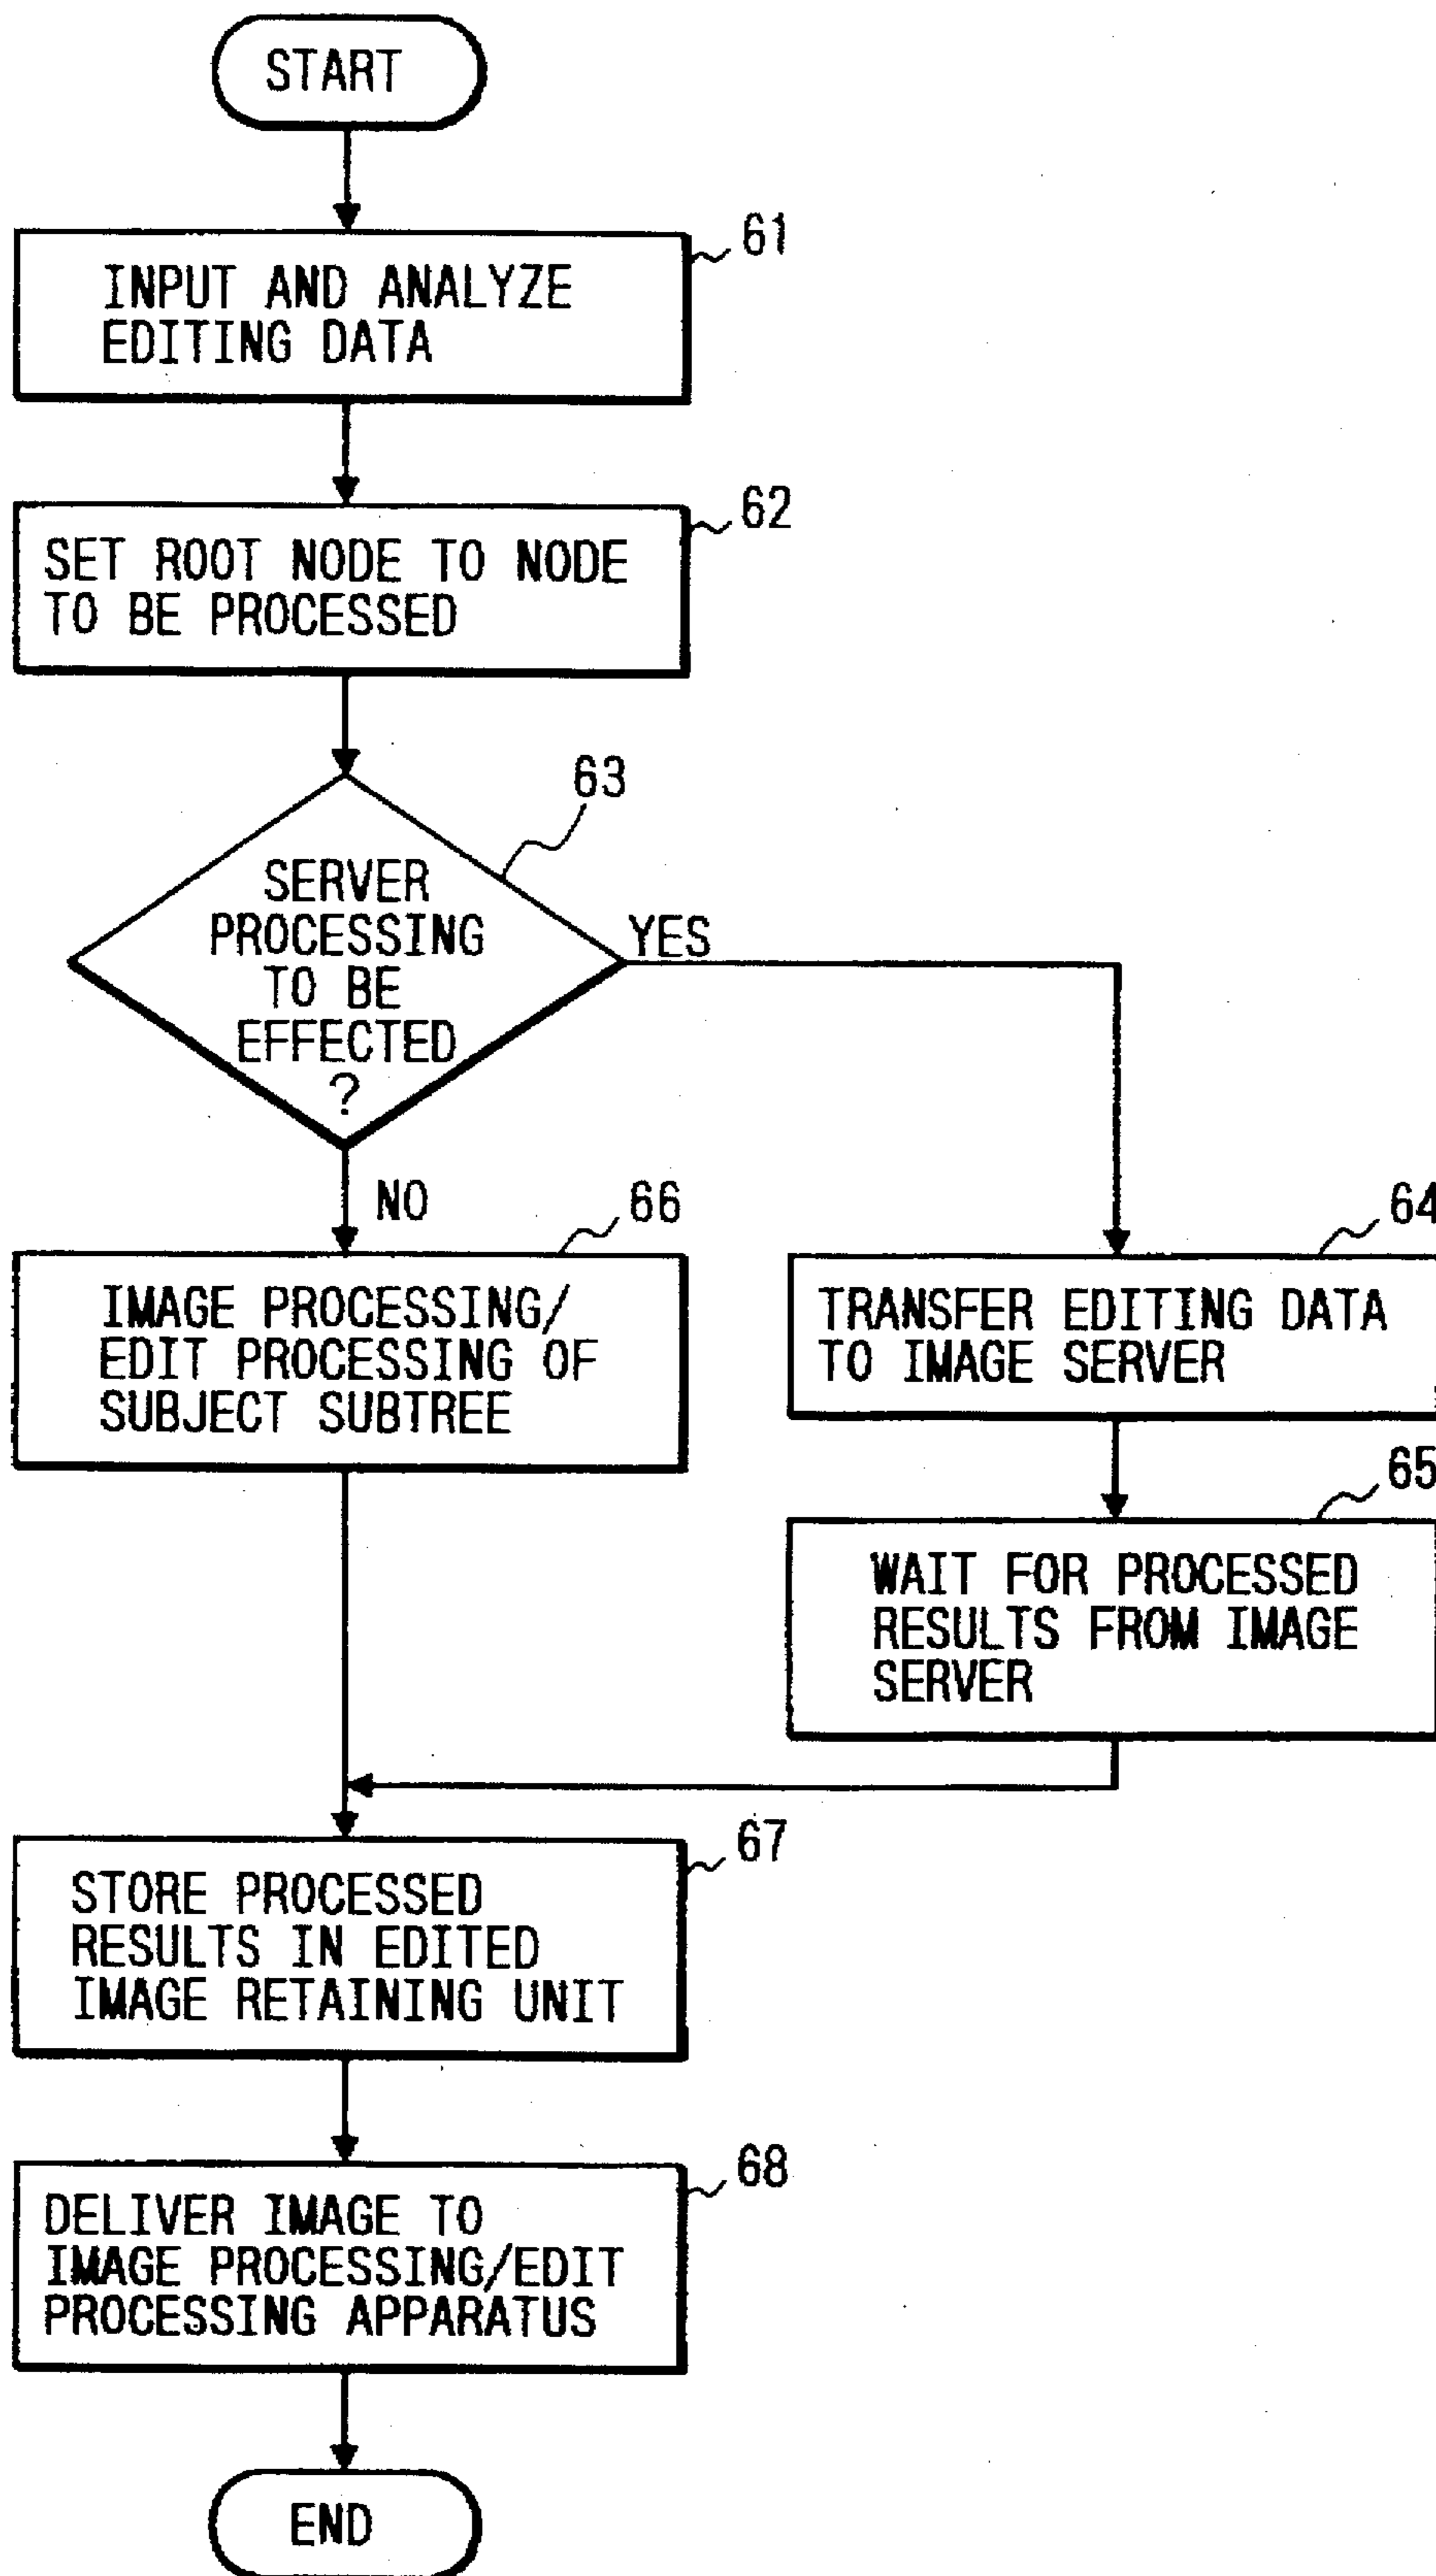 START
61
INPUT AND ANALYZE
EDITING DATA
62
SET ROOT NODE TO NODE
TO BE PROCESSED
63
SERVER
PROCESSING
TO BE
EFFECTED
?
YES
NO
66
IMAGE PROCESSING/
EDIT PROCESSING OF
SUBJECT SUBTREE
64
TRANSFER EDITING DATA
TO IMAGE SERVER
65
WAIT FOR PROCESSED
RESULTS FROM IMAGE
SERVER
67
STORE PROCESSED
RESULTS IN EDITED
IMAGE RETAINING UNIT
68
DELIVER IMAGE TO
IMAGE PROCESSING/EDIT
PROCESSING APPARATUS
END